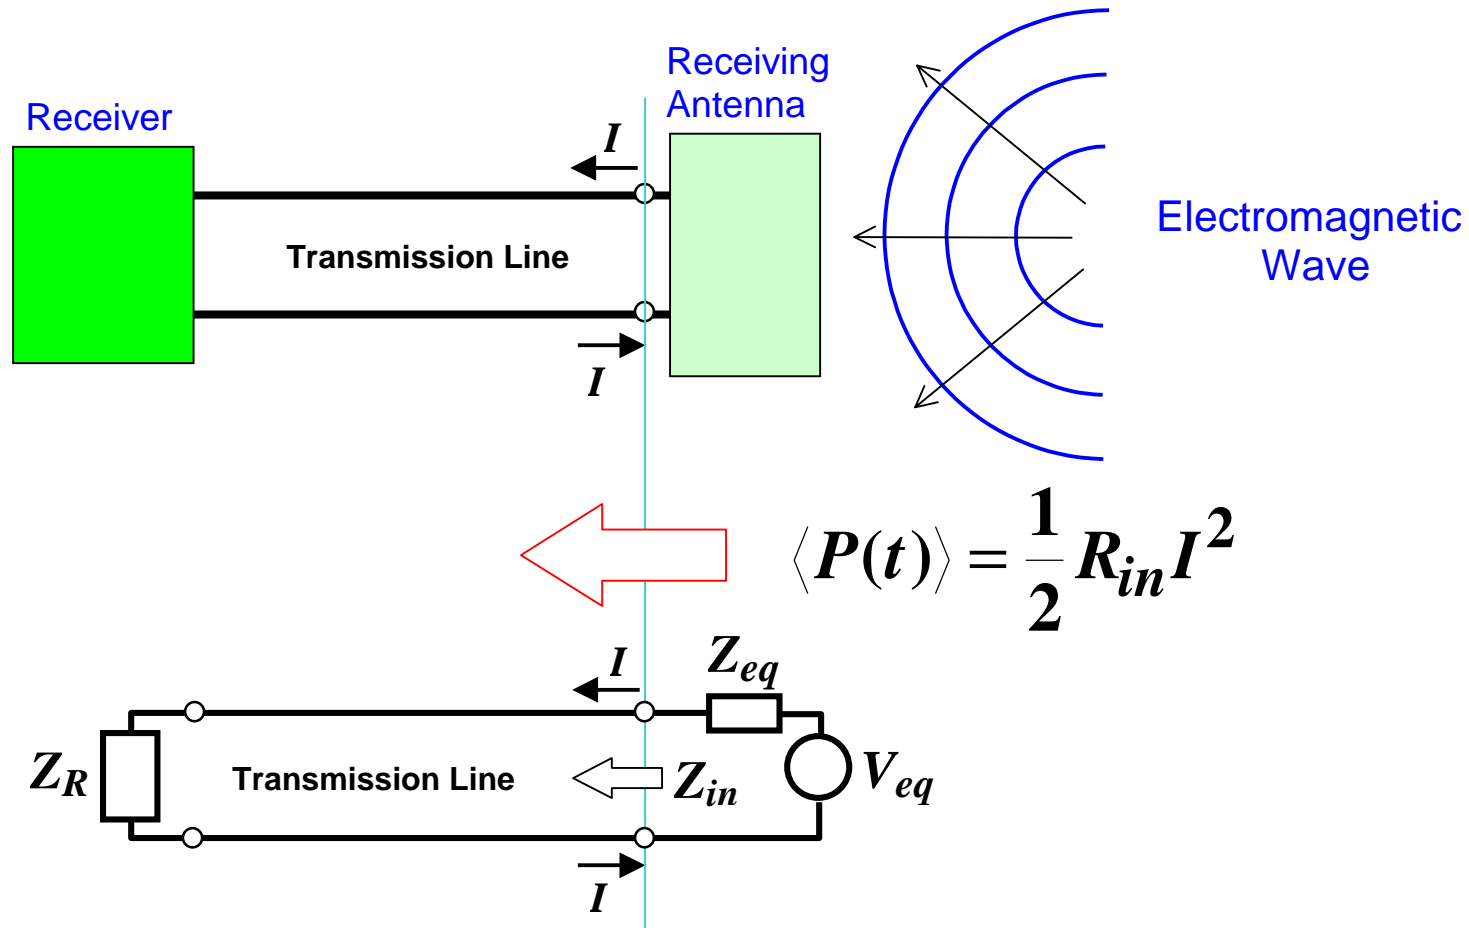 Receiving
Antenna
Receiver
I
Transmission Line
I
Electromagnetic
Wave
⟨P(t)⟩ = 1/2 R_in I^2
I
Z_eq
Z_R
Transmission Line
Z_in
V_eq
I